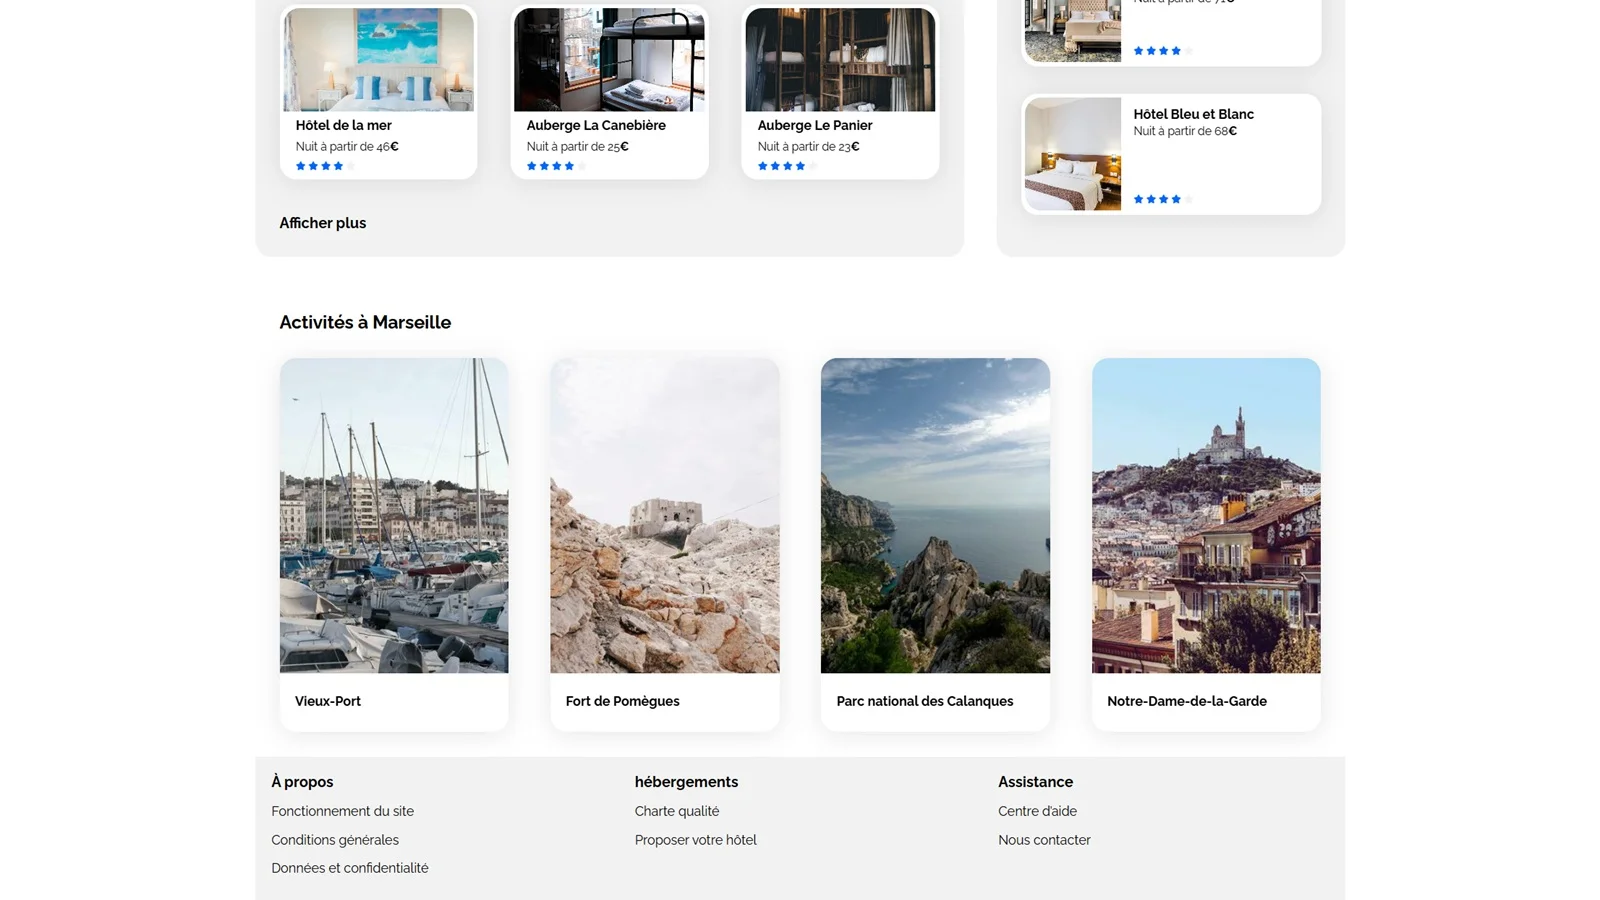 Hôtel de la mer
Nuit à partir de 46€
Auberge La Canebière
Nuit à partir de 25€
Auberge Le Panier
Nuit à partir de 23€
Afficher plus
Hôtel Bleu et Blanc
Nuit à partir de 68€
Activités à Marseille
Vieux-Port
Fort de Pomègues
Parc national des Calanques
Notre-Dame-de-la-Garde
À propos
Fonctionnement du site
Conditions générales
Données et confidentialité
hébergements
Charte qualité
Proposer votre hôtel
Assistance
Centre d'aide
Nous contacter